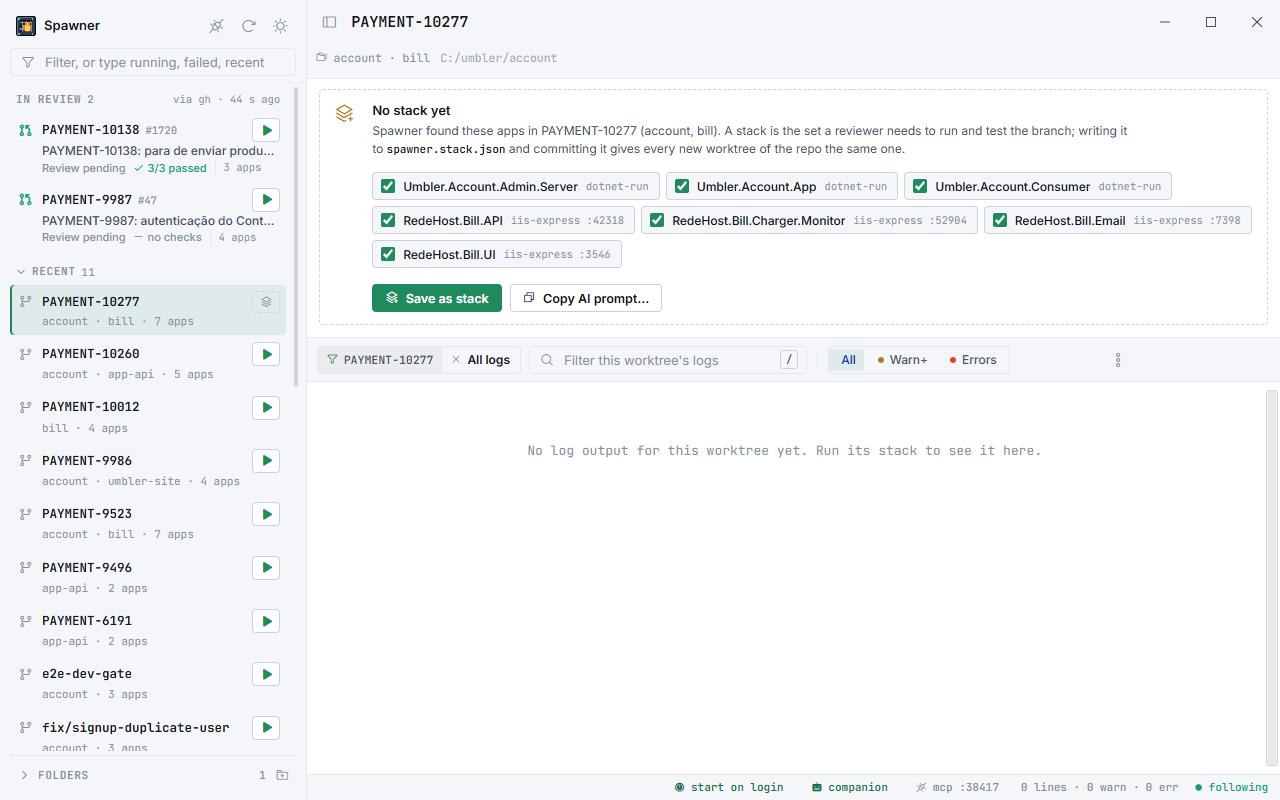 Spawner
Filter, or type running, failed, recent
IN REVIEW 2 via gh · 44 s ago
PAYMENT-10138 #1720
PAYMENT-10138: para de enviar produ...
Review pending 3/3 passed 3 apps
PAYMENT-9987 #47
PAYMENT-9987: autenticação do Cont...
Review pending — no checks 4 apps
RECENT 11
PAYMENT-10277
account · bill · 7 apps
PAYMENT-10260
account · app-api · 5 apps
PAYMENT-10012
bill · 4 apps
PAYMENT-9986
account · umbler-site · 4 apps
PAYMENT-9523
account · bill · 7 apps
PAYMENT-9496
app-api · 2 apps
PAYMENT-6191
app-api · 2 apps
e2e-dev-gate
account · 3 apps
fix/signup-duplicate-user
account · 3 apps
FOLDERS 1
PAYMENT-10277
account · bill C:/umbler/account
No stack yet
Spawner found these apps in PAYMENT-10277 (account, bill). A stack is the set a reviewer needs to run and test the branch; writing it
to spawner.stack.json and committing it gives every new worktree of the repo the same one.
Umbler.Account.Admin.Server dotnet-run Umbler.Account.App dotnet-run Umbler.Account.Consumer dotnet-run
RedeHost.Bill.API iis-express :42318 RedeHost.Bill.Charger.Monitor iis-express :52904 RedeHost.Bill.Email iis-express :7398
RedeHost.Bill.UI iis-express :3546
Save as stack Copy AI prompt...
PAYMENT-10277 × All logs Filter this worktree's logs / All Warn+ Errors
No log output for this worktree yet. Run its stack to see it here.
start on login companion mcp :38417 0 lines · 0 warn · 0 err following